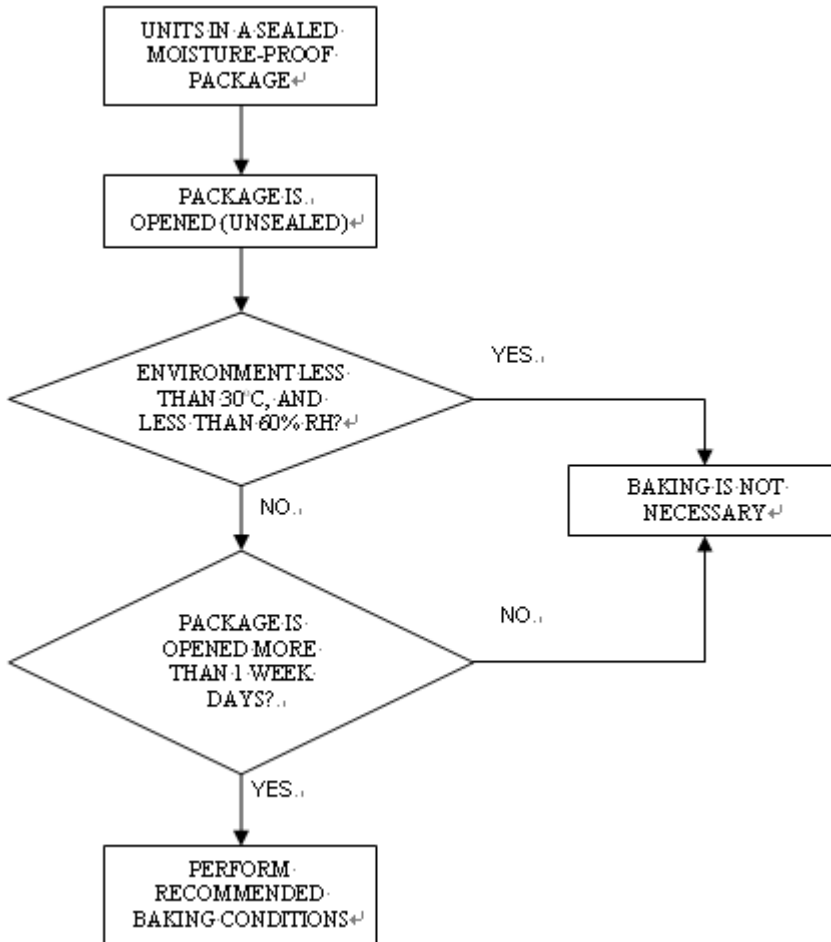 UNITS IN A SEALED
MOISTURE-PROOF
PACKAGE
PACKAGE IS
OPENED (UNSEALED)
ENVIRONMENT LESS
THAN 30°C, AND
LESS THAN 60% RH?
YES
BAKING IS NOT
NECESSARY
NO
PACKAGE IS
OPENED MORE
THAN 1 WEEK
DAYS?
NO
YES
PERFORM
RECOMMENDED
BAKING CONDITIONS